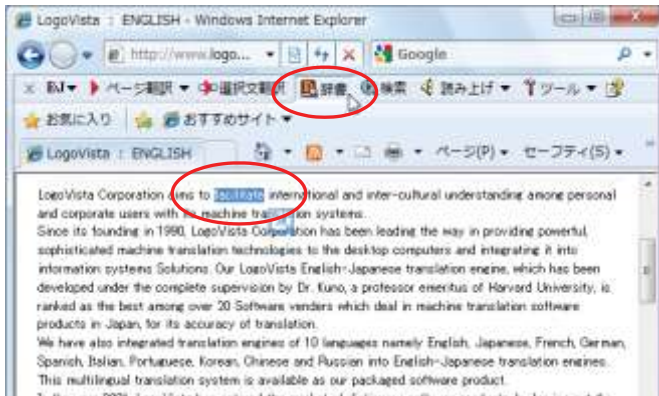 LogoVista : ENGLISH - Windows Internet Explorer
http://www.logo... Google
× EJ ページ翻訳 選択文翻訳 辞書 検索 読み上げ ツール
お気に入り おすすめサイト
LogoVista : ENGLISH ページ(P) セーフティ(S)
LogoVista Corporation aims to facilitate international and inter-cultural understanding among personal
and corporate users with its machine translation systems.
Since its founding in 1990, LogoVista Corporation has been leading the way in providing powerful,
sophisticated machine translation technologies to the desktop computers and integrating it into
information systems Solutions. Our LogoVista English-Japanese translation engine, which has been
developed under the complete supervision by Dr. Kuno, a professor emeritus of Harvard University, is
ranked as the best among over 20 Software venders which deal in machine translation software
products in Japan, for its accuracy of translation.
We have also integrated translation engines of 10 languages namely English, Japanese, French, German,
Spanish, Italian, Portuguese, Korean, Chinese and Russian into English-Japanese translation engines.
This multilingual translation system is available as our packaged software product.